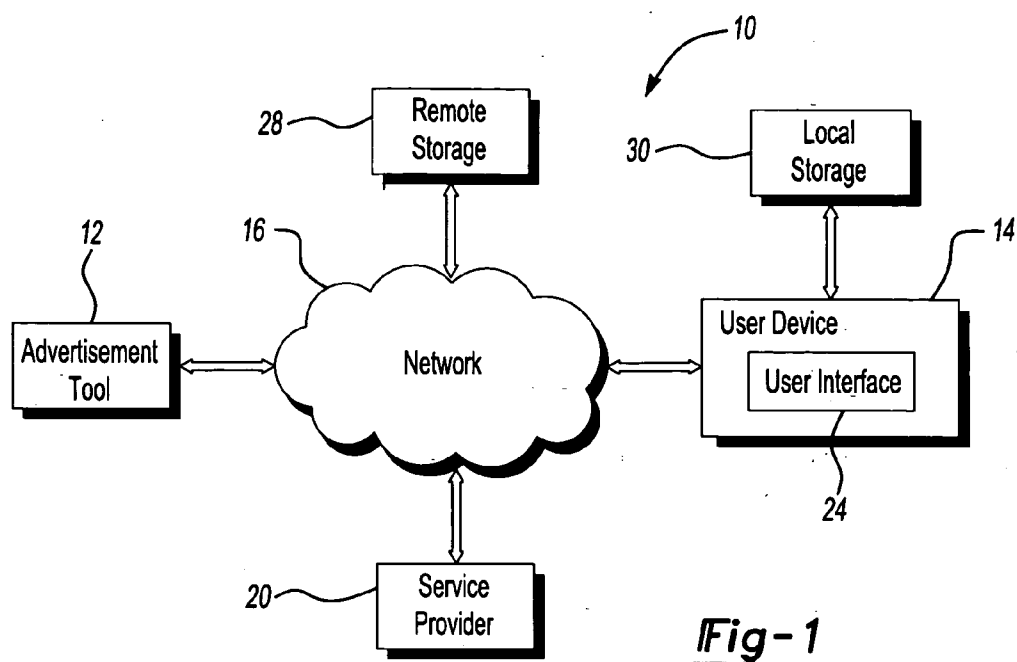 10
28
Remote
Storage
30
Local
Storage
12
16
14
Advertisement
Tool
Network
User Device
User Interface
24
20
Service
Provider
Fig-1